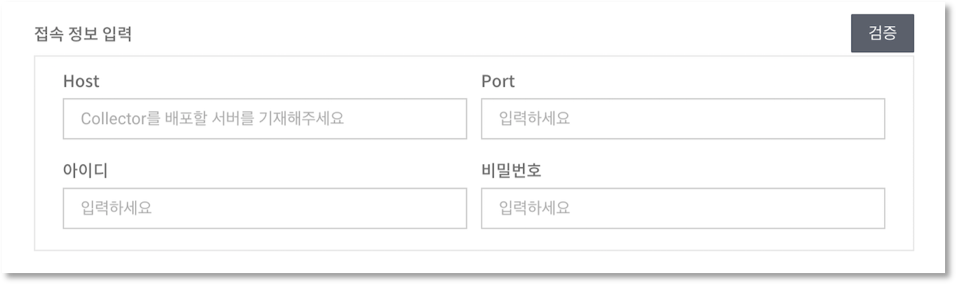 접속 정보 입력
검증
Host
Port
Collector를 배포할 서버를 기재해주세요
입력하세요
아이디
비밀번호
입력하세요
입력하세요